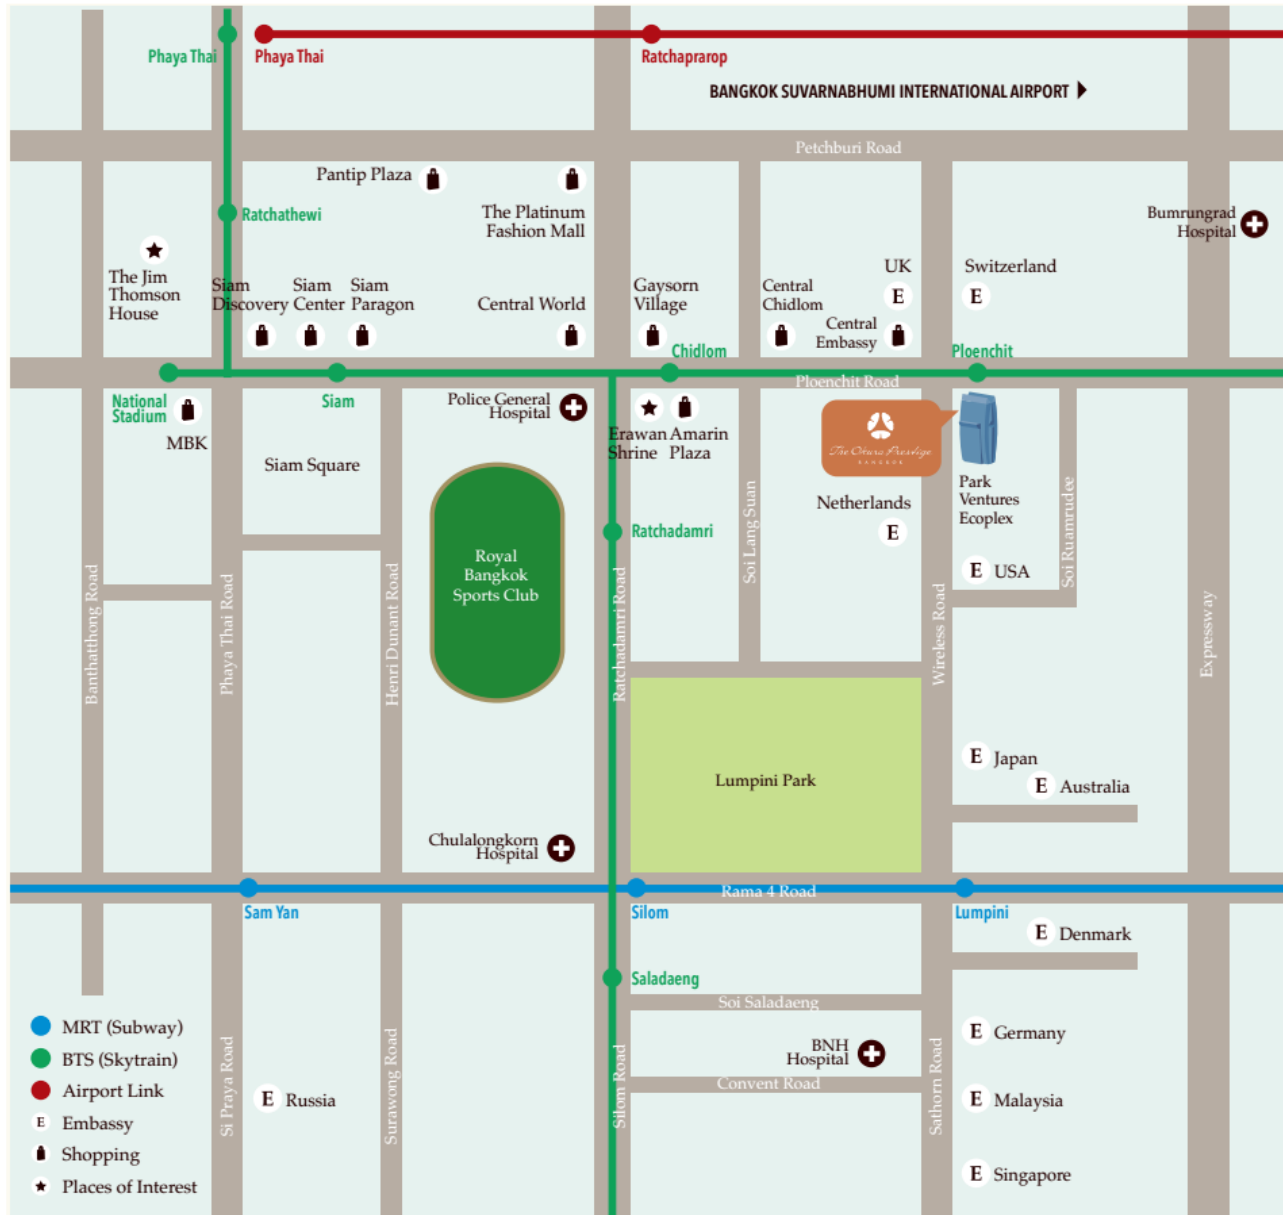 Phaya Thai
Phaya Thai
Ratchaprarop
BANGKOK SUVARNABHUMI INTERNATIONAL AIRPORT
Petchburi Road
Pantip Plaza
The Platinum
Fashion Mall
Ratchathewi
Bumrungrad
Hospital
The Jim
Thomson
House
Siam
Discovery
Siam
Center
Siam
Paragon
Central World
Gaysorn
Village
Central
Chidlom
UK
E
Central
Embassy
Switzerland
E
Chidlom
Ploenchit
Ploenchit Road
National
Stadium
MBK
Siam
Siam Square
Police General
Hospital
Erawan
Shrine
Amarin
Plaza
The Okura Prestige
BANGKOK
Park
Ventures
Ecoplex
Netherlands
E
E USA
Royal
Bangkok
Sports Club
Ratchadamri
Banthatthong Road
Phaya Thai Road
Henri Dunant Road
Ratchadamri Road
Soi Lang Suan
Wireless Road
Soi Ruamrudee
Expressway
Lumpini Park
E Japan
E Australia
Chulalongkorn
Hospital
Rama 4 Road
Sam Yan
Silom
Lumpini
E Denmark
Saladaeng
Soi Saladaeng
BNH
Hospital
Convent Road
E Germany
E Malaysia
E Singapore
E Russia
Si Praya Road
Surawong Road
Silom Road
Sathorn Road
MRT (Subway)
BTS (Skytrain)
Airport Link
E Embassy
Shopping
Places of Interest